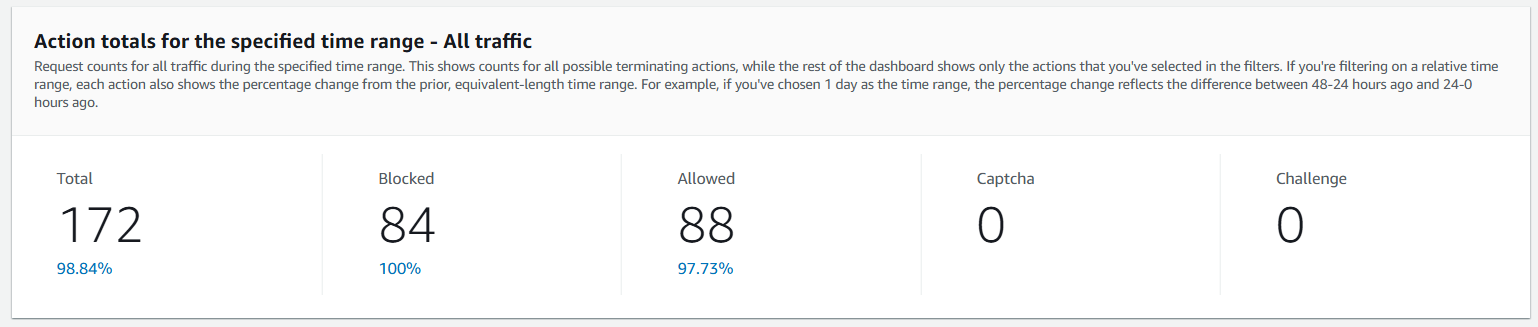 Action totals for the specified time range - All traffic
Request counts for all traffic during the specified time range. This shows counts for all possible terminating actions, while the rest of the dashboard shows only the actions that you've selected in the filters. If you're filtering on a relative time
range, each action also shows the percentage change from the prior, equivalent-length time range. For example, if you've chosen 1 day as the time range, the percentage change reflects the difference between 48-24 hours ago and 24-0
hours ago.
Total
172
98.84%
Blocked
84
100%
Allowed
88
97.73%
Captcha
0
Challenge
0